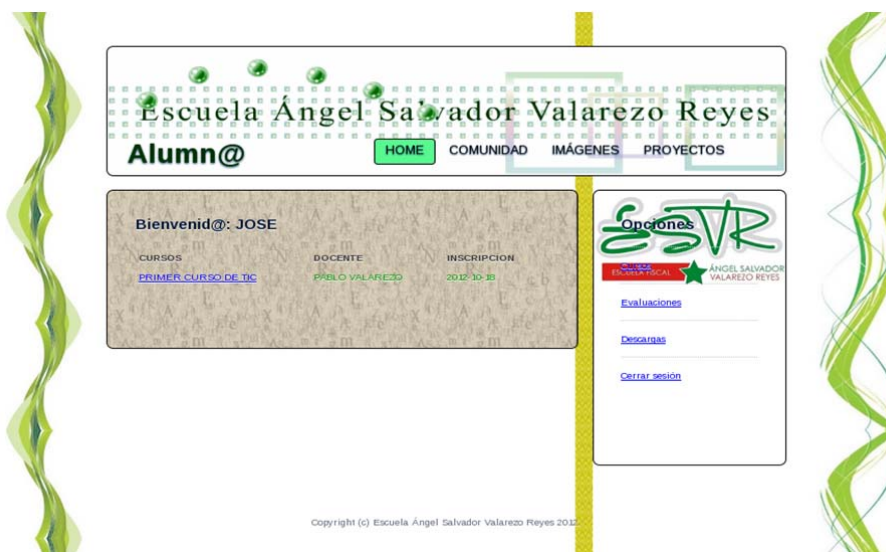 Escuela Ángel Salvador Valarezo Reyes
Alumn@
HOME COMUNIDAD IMÁGENES PROYECTOS
Bienvenid@: JOSE
CURSOS DOCENTE INSCRIPCION
PRIMER CURSO DE TIC PABLO VALAREZO 2012-10-18
Opciones
ESVR
ESCUELA FISCAL
ÁNGEL SALVADOR
VALAREZO REYES
Evaluaciones
Descargas
Cerrar sesión
Copyright (c) Escuela Ángel Salvador Valarezo Reyes 2012